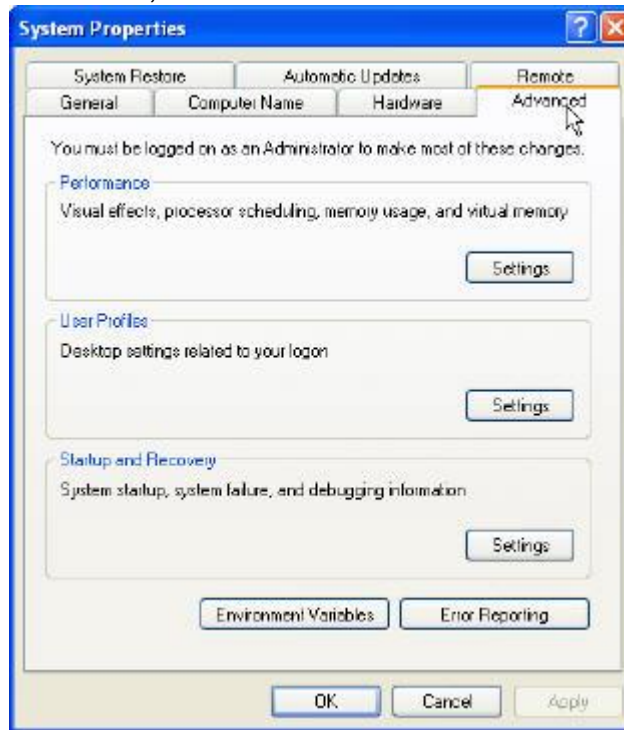 System Properties
System Restore Automatic Updates Remote
General Computer Name Hardware Advanced
You must be logged on as an Administrator to make most of these changes.
Performance
Visual effects, processor scheduling, memory usage, and virtual memory
Settings
User Profiles
Desktop settings related to your logon
Settings
Startup and Recovery
System startup, system failure, and debugging information
Settings
Environment Variables Error Reporting
OK Cancel Apply